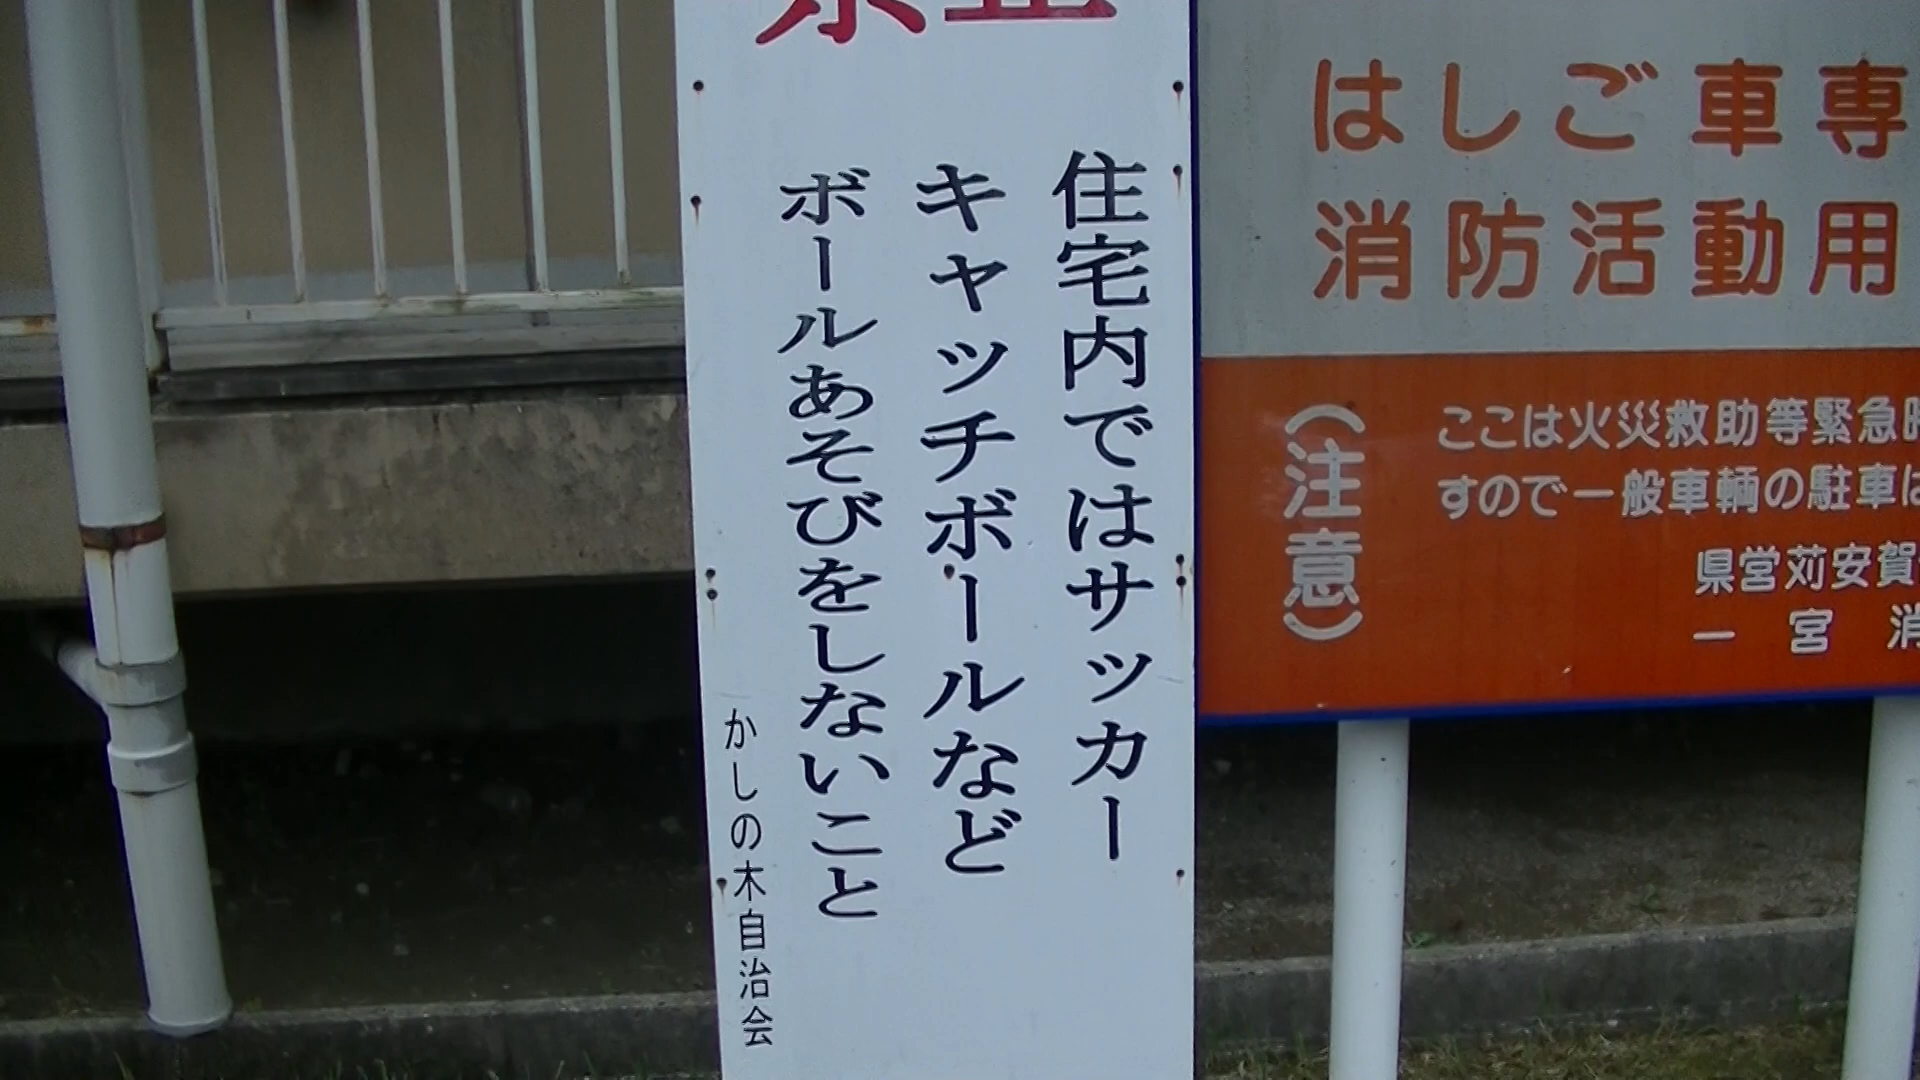 禁止
住宅内ではサッカー
キャッチボールなど
ボールあそびをしないこと
かしの木自治会
はしご車専
消防活動用
（注意）
ここは火災救助等緊急時
すので一般車輌の駐車は
県営苅安賀
一宮消